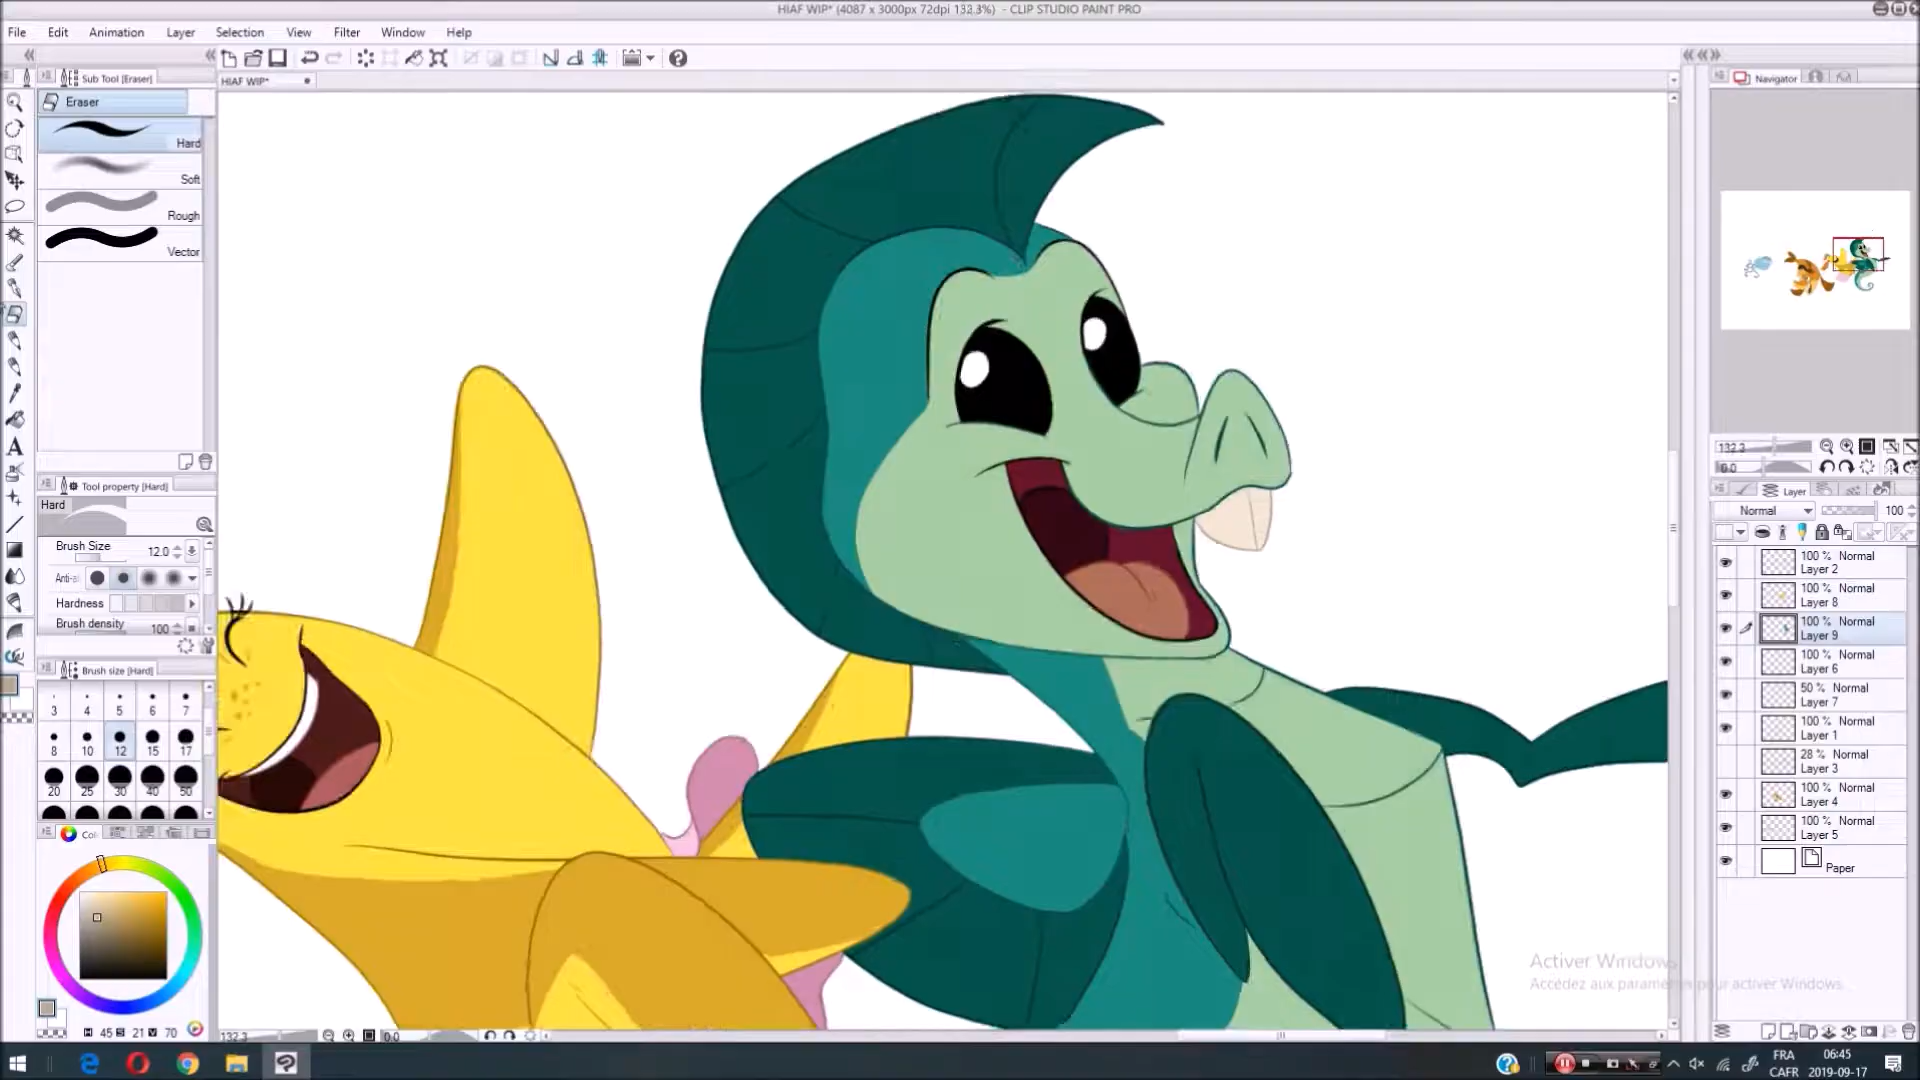 HIAF WIP* (4087 x 3000px 72dpi 132.3%) - CLIP STUDIO PAINT PRO
File Edit Animation Layer Selection View Filter Window Help
Sub Tool [Eraser]
HIAF WIP*
Navigator
Eraser
Hard
Soft
Rough
Vector
A
132.3
0.0
Tool property [Hard]
Layer
Hard
Normal 100
Brush Size 12.0
Hardness
Brush density 100
100 % Normal
Layer 2
100 % Normal
Layer 8
100 % Normal
Layer 9
100 % Normal
Layer 6
50 % Normal
Layer 7
100 % Normal
Layer 1
28 % Normal
Layer 3
100 % Normal
Layer 4
100 % Normal
Layer 5
Paper
Brush size [Hard]
3 4 5 6 7
8 10 12 15 17
20 25 30 40 50
Activer Windows
Accédez aux paramètres pour activer Windows.
H 45 S 21 V 70
132.3 0.0
FRA
CAFR
06:45
2019-09-17